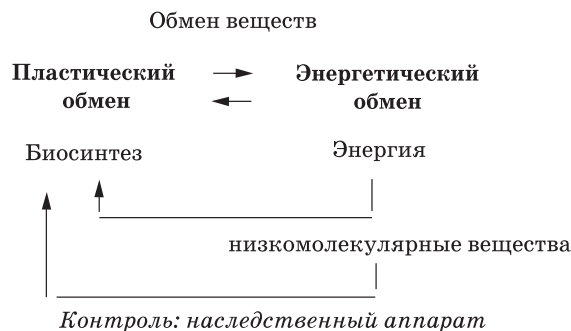 Обмен веществ
Пластический обмен
Энергетический обмен
Биосинтез
Энергия
низкомолекулярные вещества
Контроль: наследственный аппарат